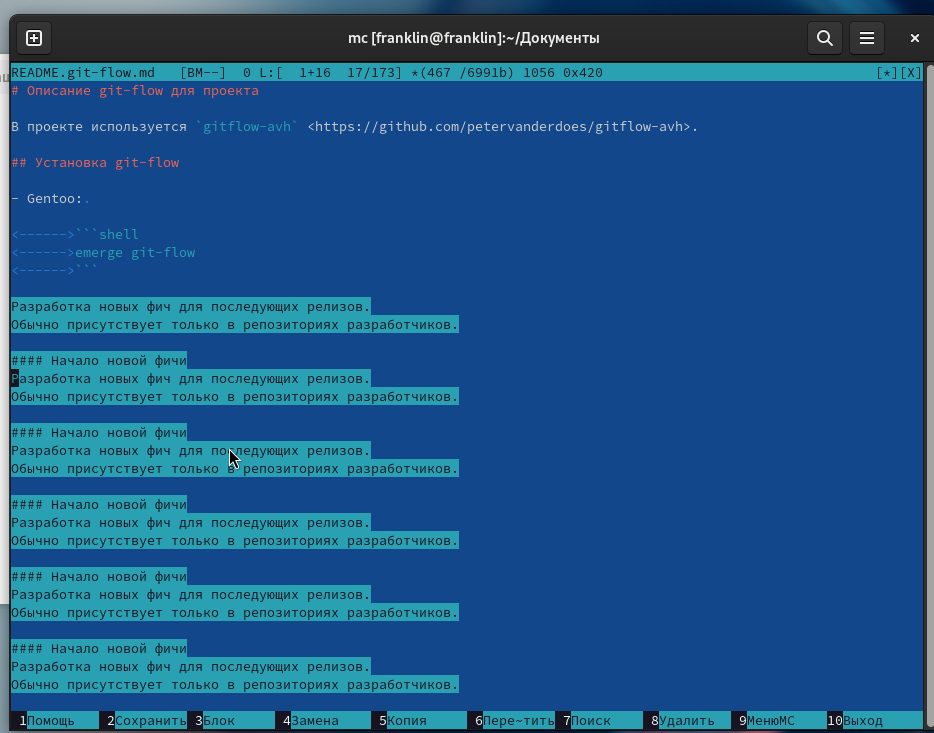 mc [franklin@franklin]:~/Документы
README.git-flow.md [BM--] 0 L:[ 1+16 17/173] *(467 /6991b) 1056 0x420 [*][X]
# Описание git-flow для проекта
В проекте используется `gitflow-avh` <https://github.com/petervanderdoes/gitflow-avh>.
## Установка git-flow
- Gentoo:.
<------>```shell
<------>emerge git-flow
<------>```
Разработка новых фич для последующих релизов.
Обычно присутствует только в репозиториях разработчиков.
#### Начало новой фичи
Разработка новых фич для последующих релизов.
Обычно присутствует только в репозиториях разработчиков.
#### Начало новой фичи
Разработка новых фич для последующих релизов.
Обычно присутствует только в репозиториях разработчиков.
#### Начало новой фичи
Разработка новых фич для последующих релизов.
Обычно присутствует только в репозиториях разработчиков.
#### Начало новой фичи
Разработка новых фич для последующих релизов.
Обычно присутствует только в репозиториях разработчиков.
#### Начало новой фичи
Разработка новых фич для последующих релизов.
Обычно присутствует только в репозиториях разработчиков.
1Помощь 2Сохранить 3Блок 4Замена 5Копия 6Пере~тить 7Поиск 8Удалить 9МенюMC 10Выход